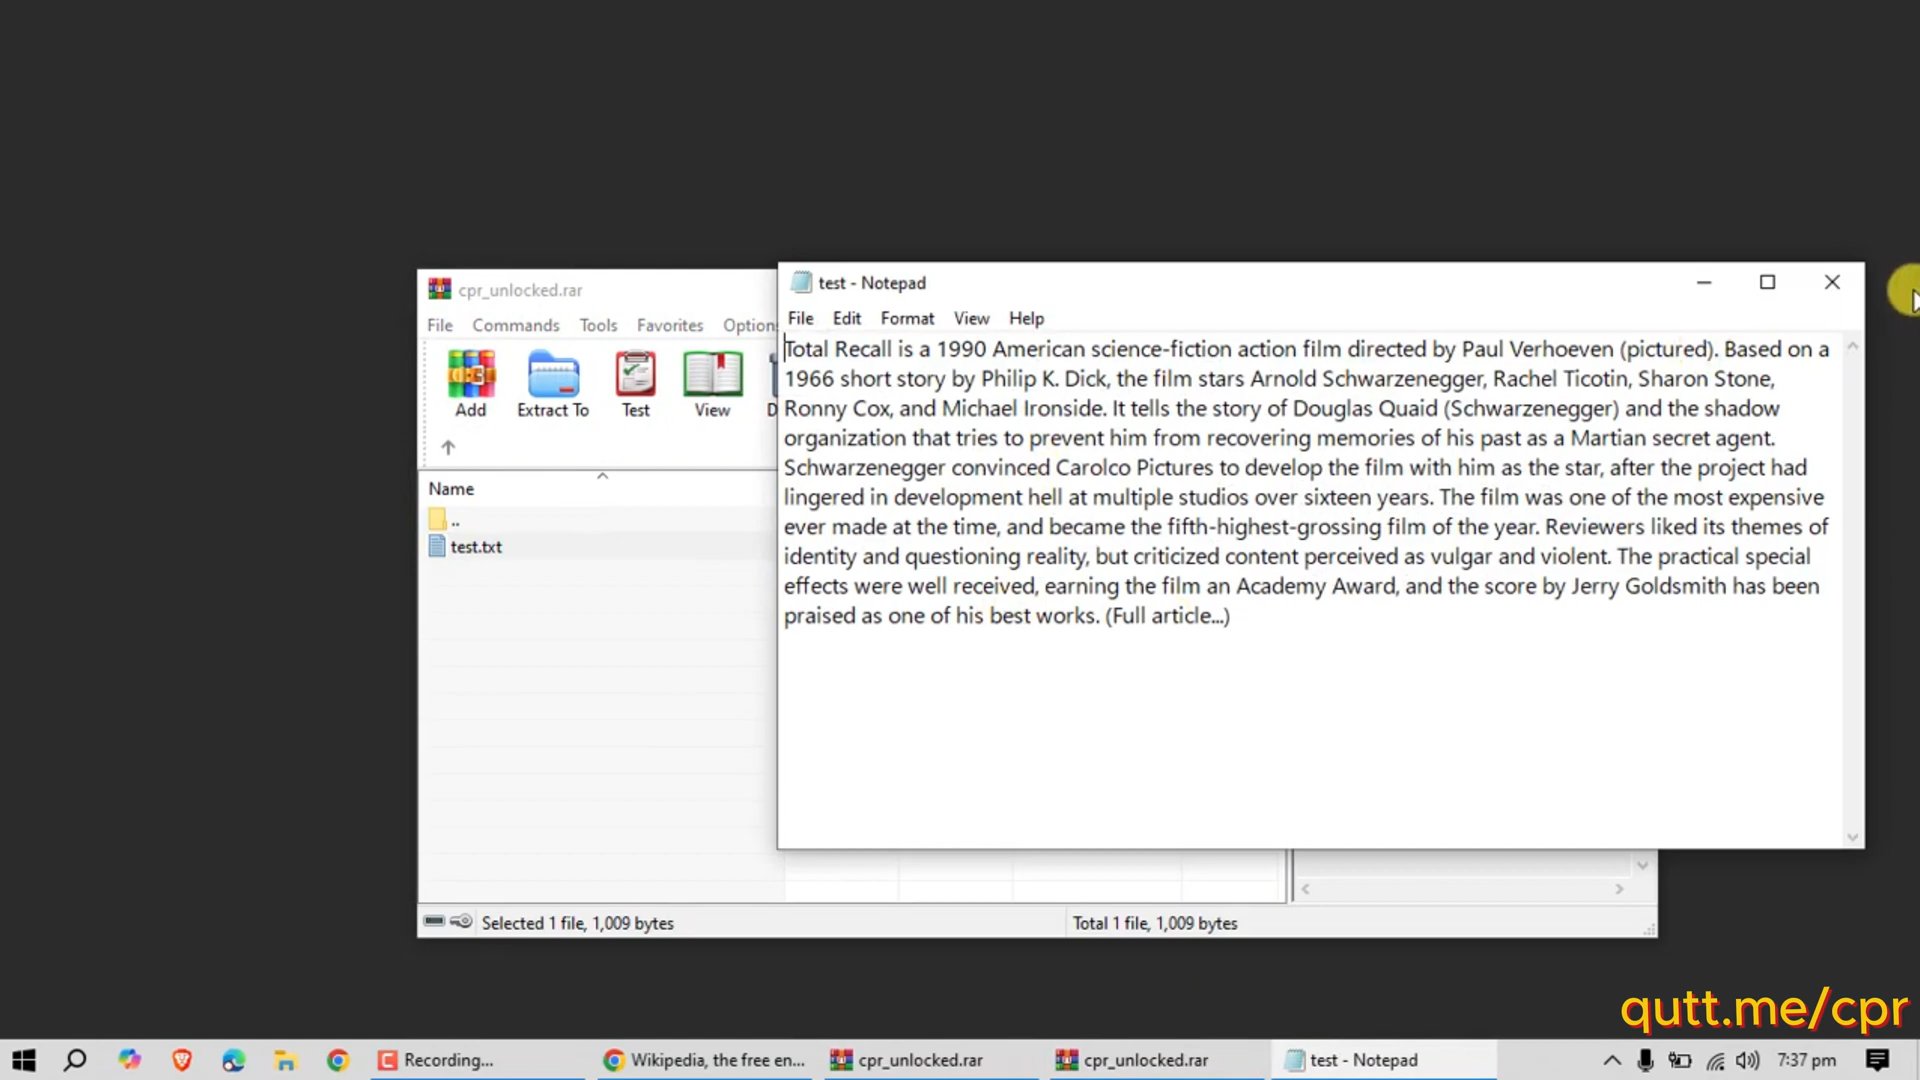 cpr_unlocked.rar
File Commands Tools Favorites Option
Add Extract To Test View D
Name
..
test.txt
Selected 1 file, 1,009 bytes
Total 1 file, 1,009 bytes
test - Notepad
File Edit Format View Help
Total Recall is a 1990 American science-fiction action film directed by Paul Verhoeven (pictured). Based on a
1966 short story by Philip K. Dick, the film stars Arnold Schwarzenegger, Rachel Ticotin, Sharon Stone,
Ronny Cox, and Michael Ironside. It tells the story of Douglas Quaid (Schwarzenegger) and the shadow
organization that tries to prevent him from recovering memories of his past as a Martian secret agent.
Schwarzenegger convinced Carolco Pictures to develop the film with him as the star, after the project had
lingered in development hell at multiple studios over sixteen years. The film was one of the most expensive
ever made at the time, and became the fifth-highest-grossing film of the year. Reviewers liked its themes of
identity and questioning reality, but criticized content perceived as vulgar and violent. The practical special
effects were well received, earning the film an Academy Award, and the score by Jerry Goldsmith has been
praised as one of his best works. (Full article...)
qutt.me/cpr
Recording... Wikipedia, the free en... cpr_unlocked.rar cpr_unlocked.rar test - Notepad 7:37 pm